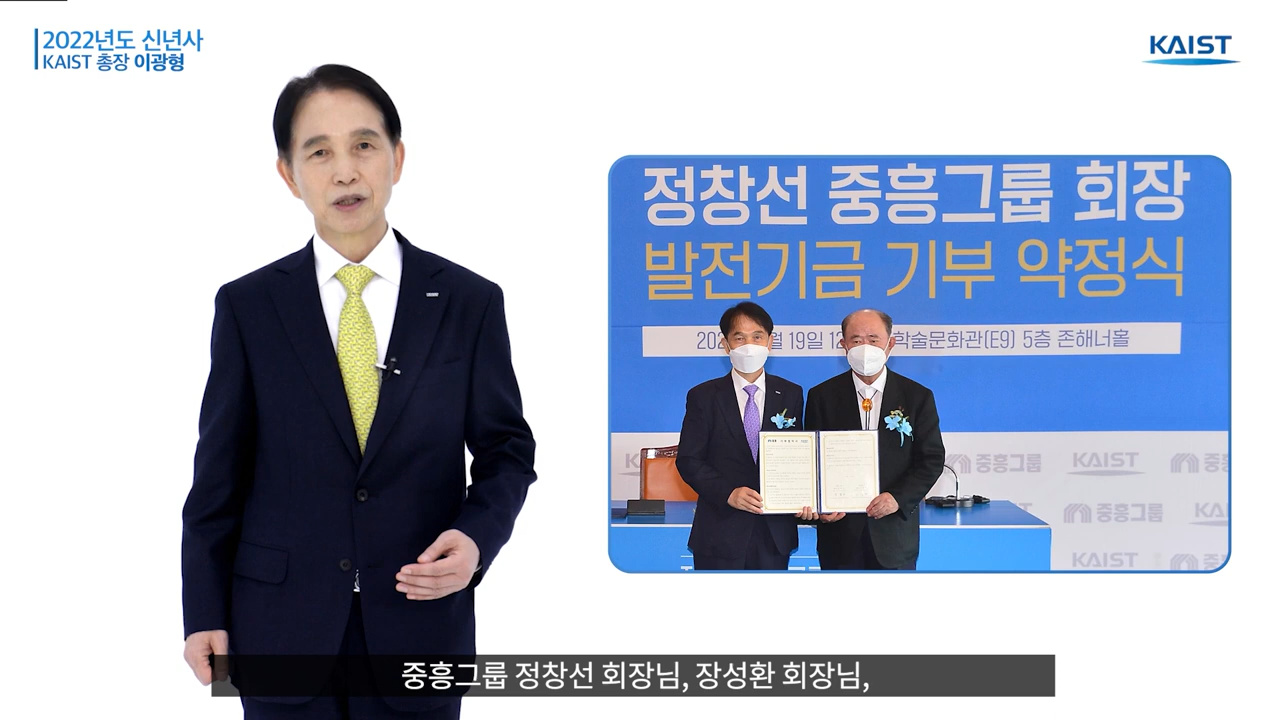 2022년도 신년사
KAIST 총장 이광형
KAIST
정창선 중흥그룹 회장
발전기금 기부 약정식
19일 학술문화관(E9) 5층 존해너홀
중흥그룹 KAIST
중흥그룹
KAIST
중흥그룹 정창선 회장님, 장성환 회장님,